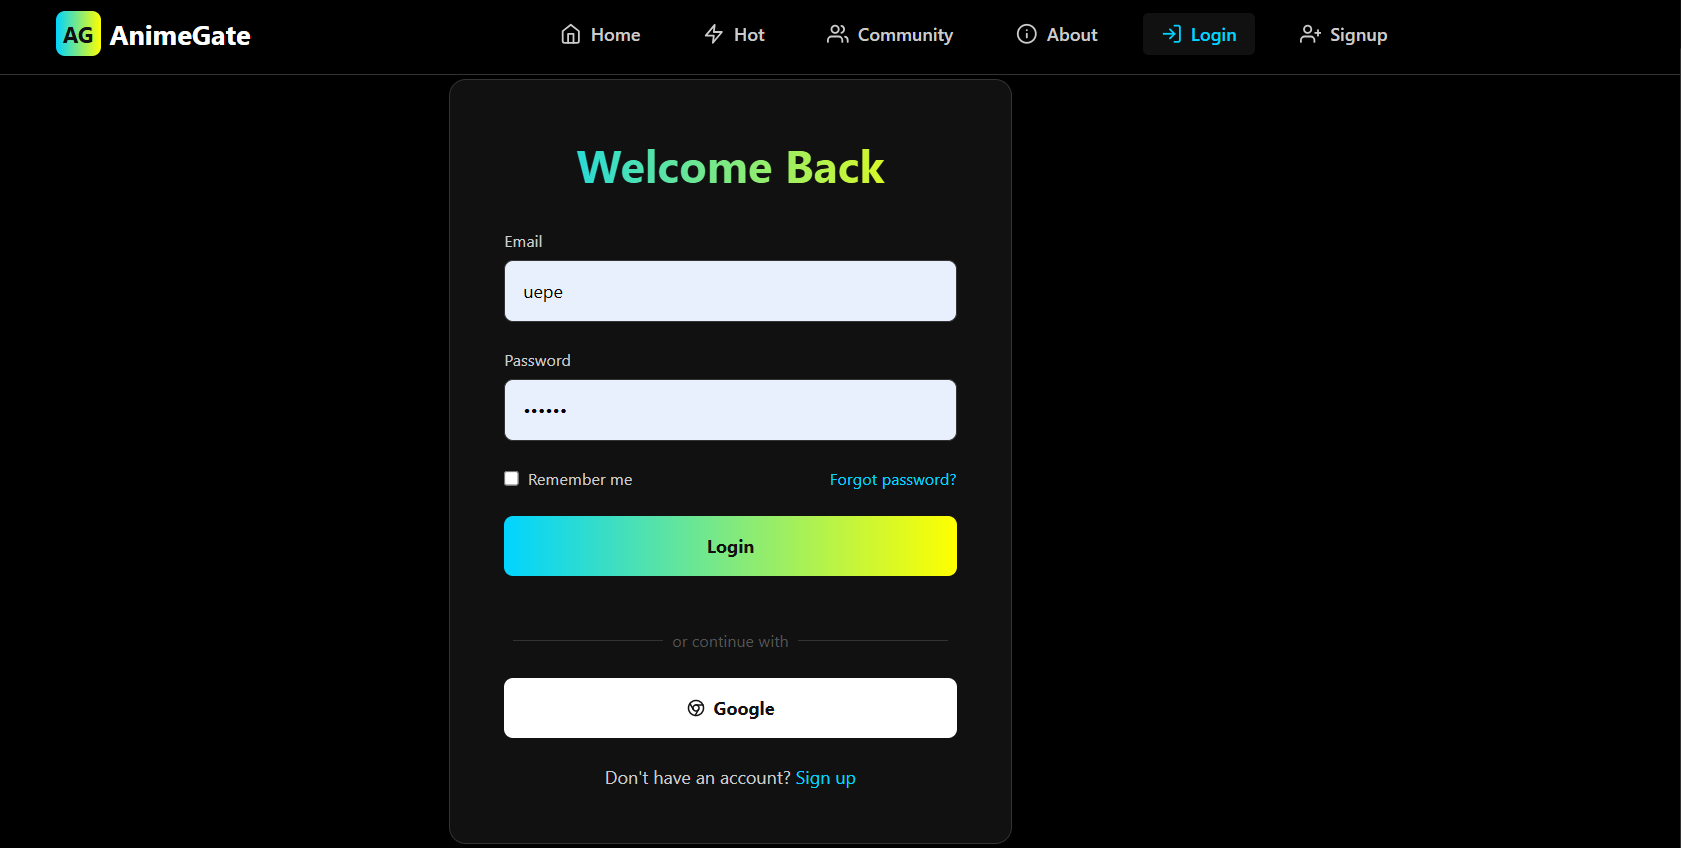 AG AnimeGate Home Hot Community About Login Signup
Welcome Back
Email
uepe
Password
••••••
Remember me Forgot password?
Login
or continue with
Google
Don't have an account? Sign up